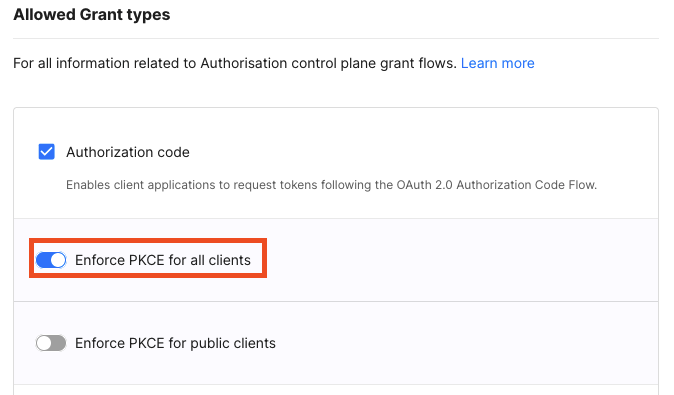 Allowed Grant types
For all information related to Authorisation control plane grant flows. Learn more
Authorization code
Enables client applications to request tokens following the OAuth 2.0 Authorization Code Flow.
Enforce PKCE for all clients
Enforce PKCE for public clients